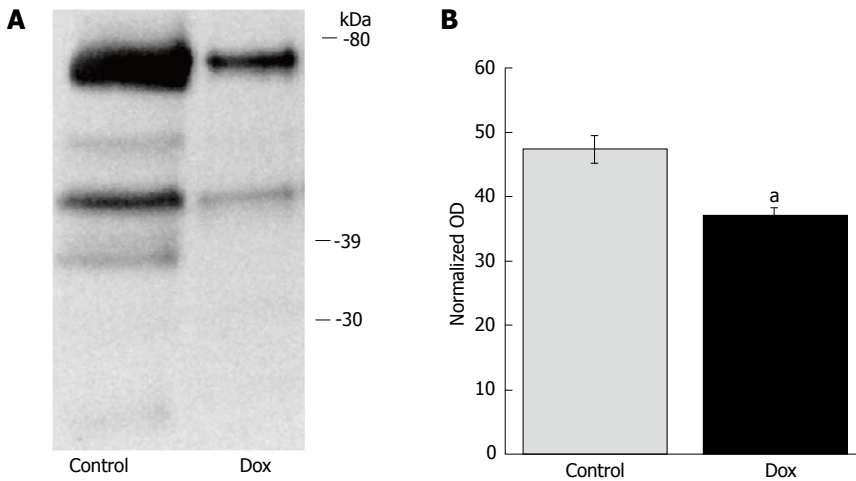 A
kDa
-80
-39
-30
Control Dox
B
60
50
40
30
20
10
0
Normalized OD
a
Control Dox